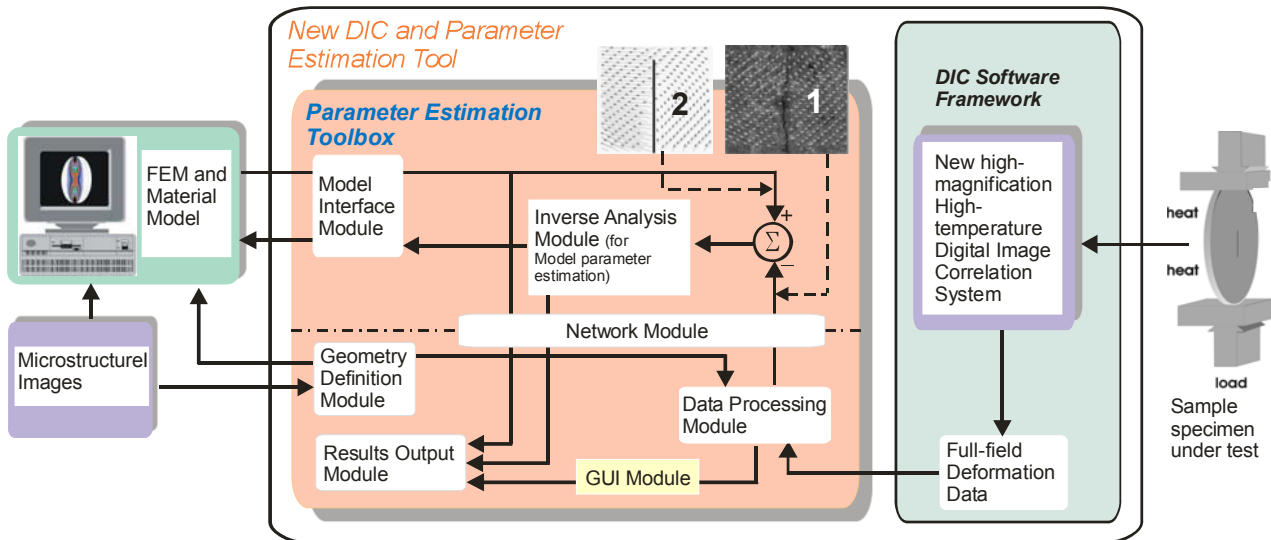 New DIC and Parameter
Estimation Tool
2
1
DIC Software
Framework
Parameter Estimation
Toolbox
FEM and
Material
Model
Model
Interface
Module
Inverse Analysis
Module (for
Model parameter
estimation)
+
Σ
−
New high-
magnification
High-
temperature
Digital Image
Correlation
System
heat
heat
load
Sample
specimen
under test
Network Module
Microstructurel
Images
Geometry
Definition
Module
Data Processing
Module
Results Output
Module
GUI Module
Full-field
Deformation
Data